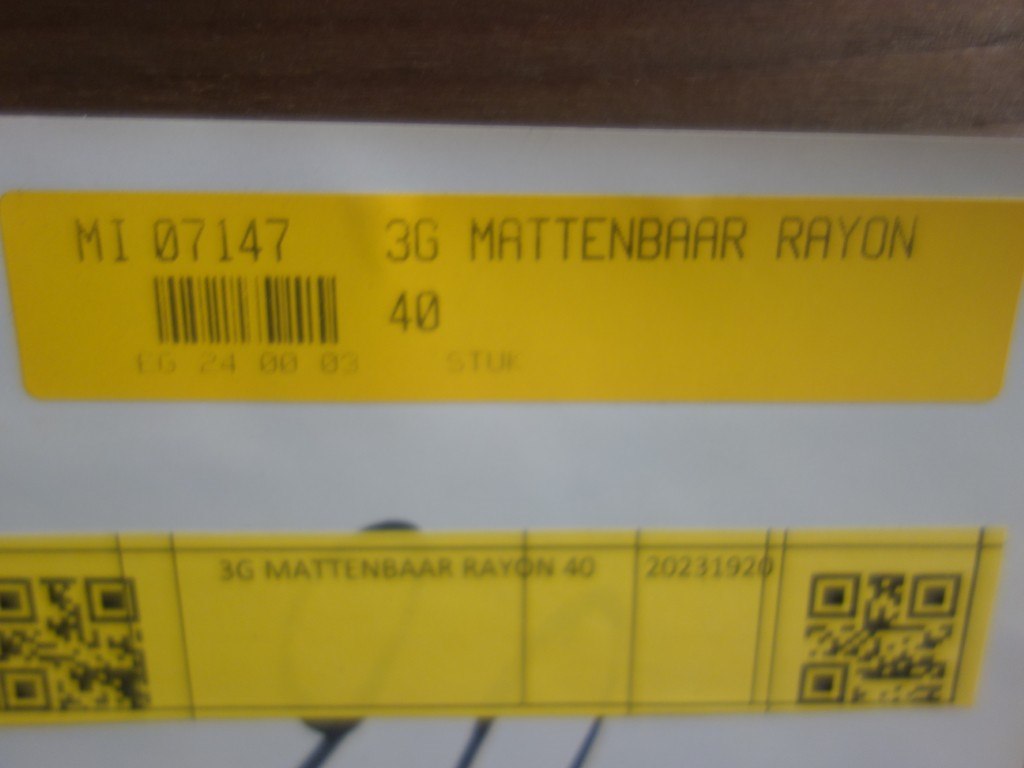 MI 07147 3G MATTENBAAR RAYON
40
EG 24 00 03 STUK
3G MATTENBAAR RAYON 40 20231920